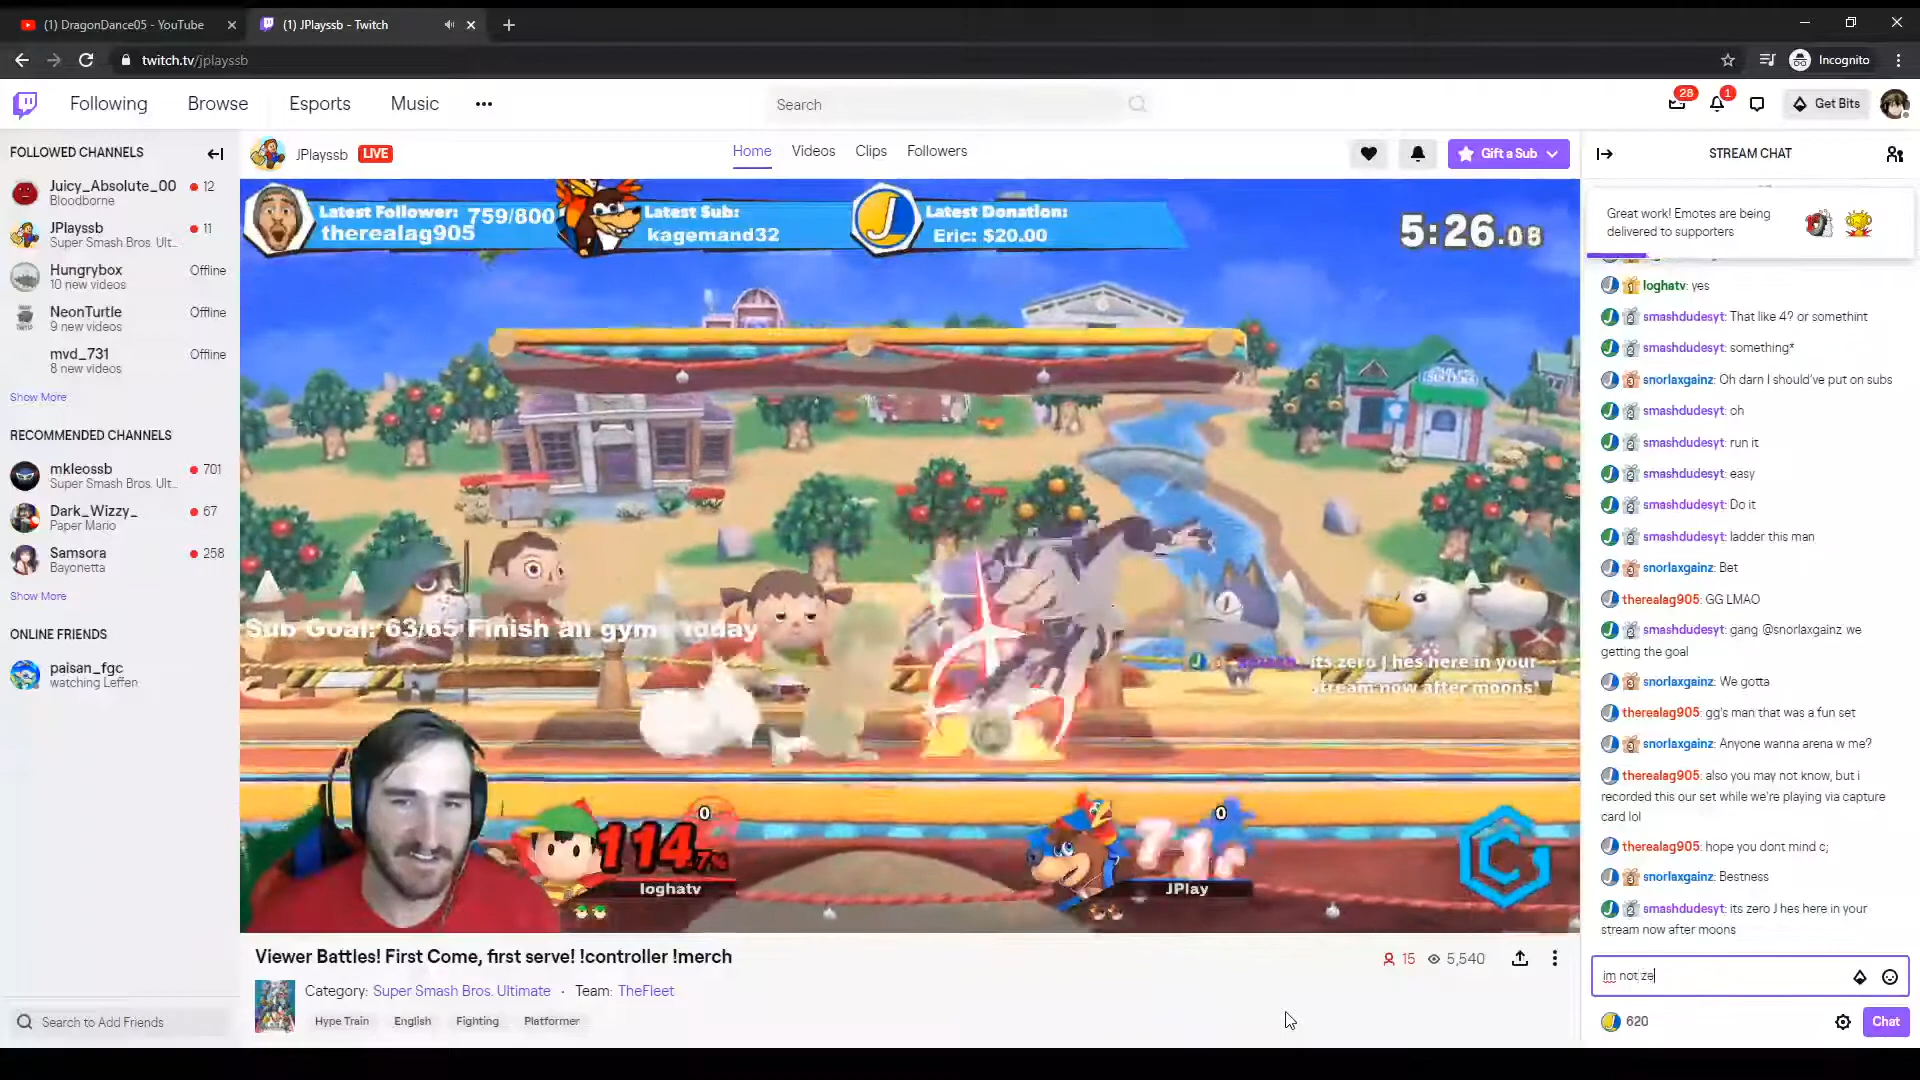 (1) DragonDance05 - YouTube
(1) JPlayssb - Twitch
twitch.tv/jplayssb
Incognito
Following
Browse
Esports
Music
Search
28
1
Get Bits
FOLLOWED CHANNELS
Juicy_Absolute_00
12
Bloodborne
JPlayssb
11
Super Smash Bros. Ult...
Hungrybox
Offline
10 new videos
NeonTurtle
Offline
9 new videos
mvd_731
Offline
8 new videos
Show More
RECOMMENDED CHANNELS
mkleossb
701
Super Smash Bros. Ult...
Dark_Wizzy_
67
Paper Mario
Samsora
258
Bayonetta
Show More
ONLINE FRIENDS
paisan_fgc
watching Leffen
Search to Add Friends
JPlayssb LIVE
Home
Videos
Clips
Followers
Gift a Sub
Latest Follower: 759/800
therealag905
Latest Sub:
kagemand32
Latest Donation:
Eric: $20.00
5:26.08
Sub Goal: 63/65 Finish all gyms Today
its zero J hes here in your
stream now after moons
0
114.7%
loghatv
0
JPlay
Viewer Battles! First Come, first serve! !controller !merch
15
5,540
Category: Super Smash Bros. Ultimate · Team: TheFleet
Hype Train
English
Fighting
Platformer
STREAM CHAT
Great work! Emotes are being
delivered to supporters
loghatv: yes
smashdudesyt: That like 4? or somethint
smashdudesyt: something*
snorlaxgainz: Oh darn I should've put on subs
smashdudesyt: oh
smashdudesyt: run it
smashdudesyt: easy
smashdudesyt: Do it
smashdudesyt: ladder this man
snorlaxgainz: Bet
therealag905: GG LMAO
smashdudesyt: gang @snorlaxgainz we
getting the goal
snorlaxgainz: We gotta
therealag905: gg's man that was a fun set
snorlaxgainz: Anyone wanna arena w me?
therealag905: also you may not know, but i
recorded this our set while we're playing via capture
card lol
therealag905: hope you dont mind c;
snorlaxgainz: Bestness
smashdudesyt: its zero J hes here in your
stream now after moons
im not ze
620
Chat